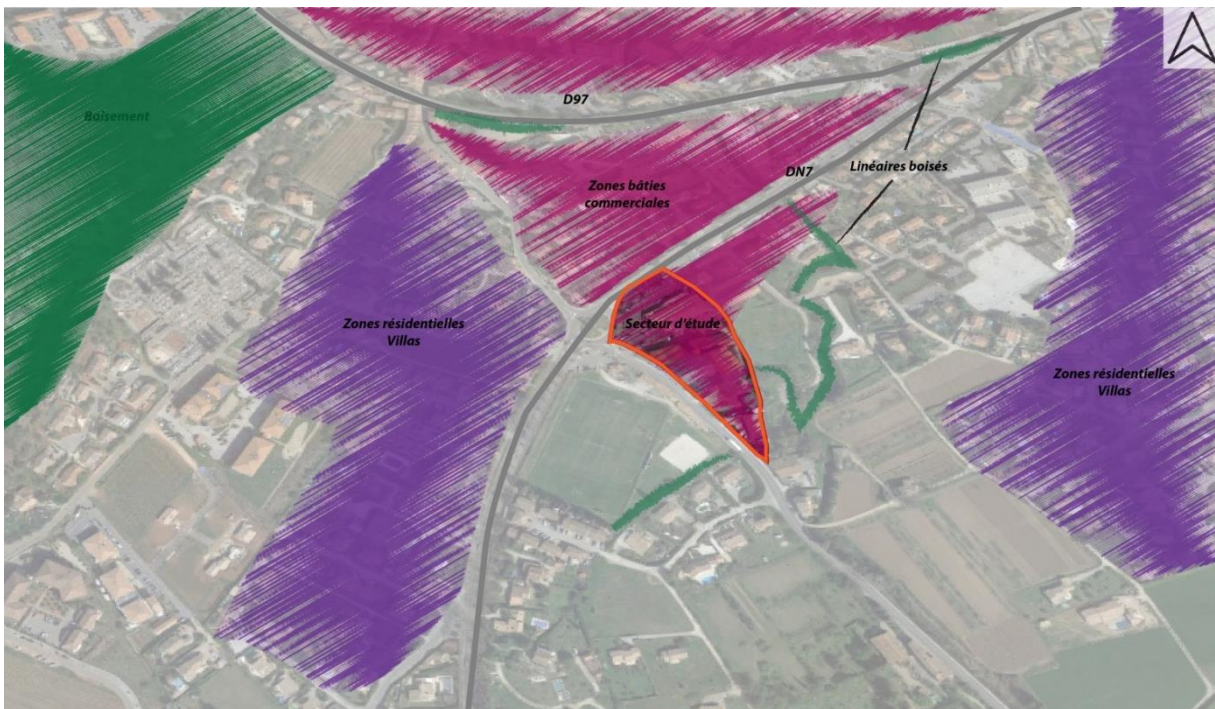 D97
Boisement
DN7
Linéaires boisés
Zones bâties
commerciales
Secteur d'étude
Zones résidentielles
Villas
Zones résidentielles
Villas